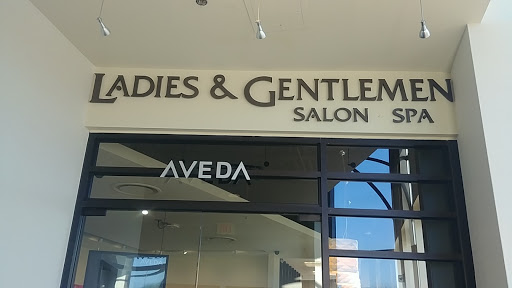 LADIES & GENTLEMEN
SALON SPA
AVEDA